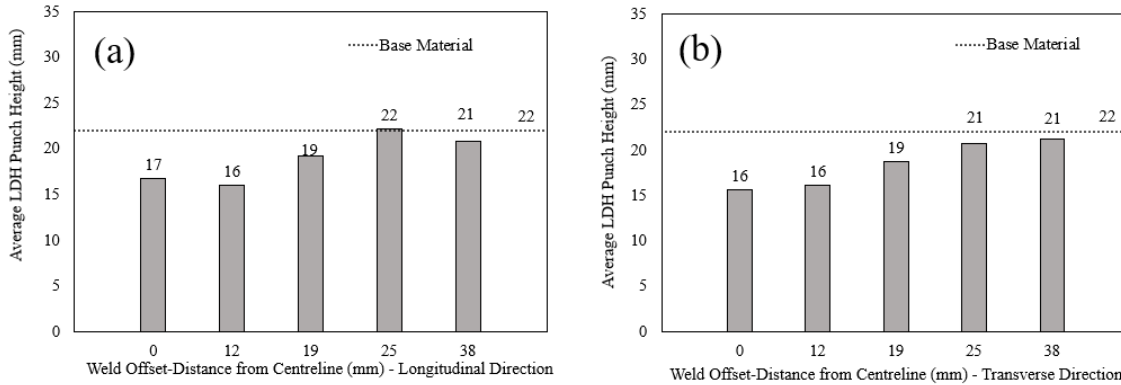 (a)
Base Material
Average LDH Punch Height (mm)
35
30
25
20
15
10
5
0
17
16
19
22
21
22
0 12 19 25 38
Weld Offset-Distance from Centreline (mm) - Longitudinal Direction
(b)
Base Material
Average LDH Punch Height (mm)
35
30
25
20
15
10
5
0
16
16
19
21
21
22
0 12 19 25 38
Weld Offset-Distance from Centreline (mm) - Transverse Direction